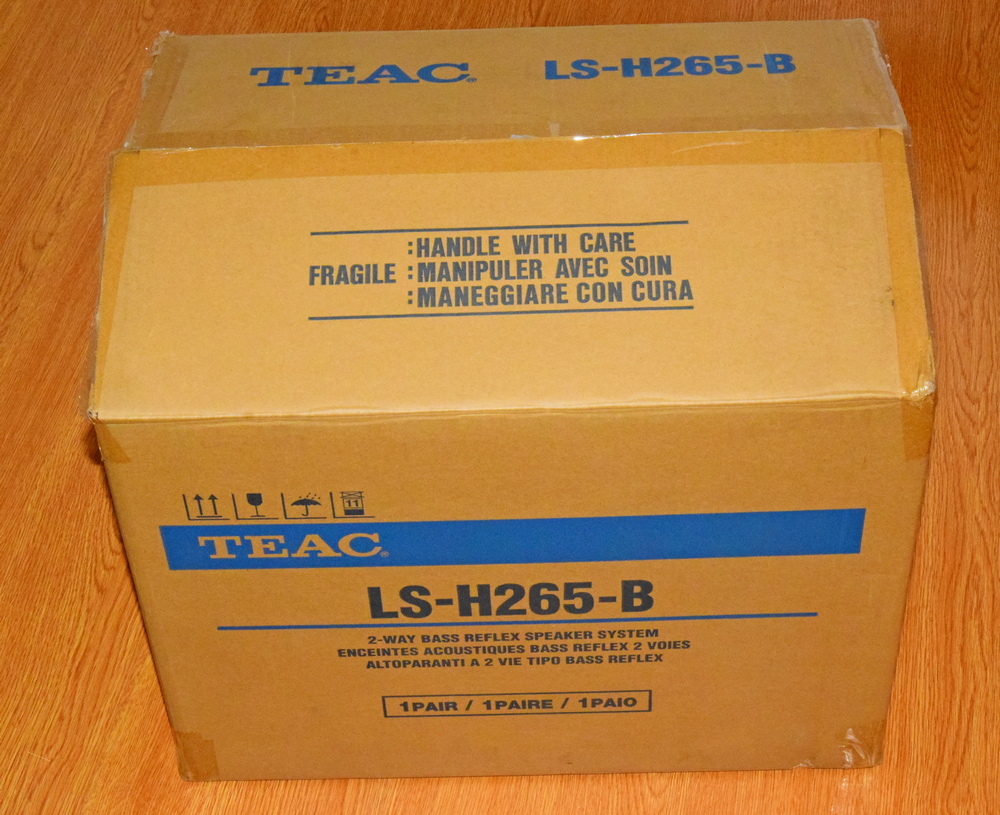 TEAC® LS-H265-B
:HANDLE WITH CARE
FRAGILE :MANIPULER AVEC SOIN
:MANEGGIARE CON CURA
11
TEAC®
LS-H265-B
2-WAY BASS REFLEX SPEAKER SYSTEM
ENCEINTES ACOUSTIQUES BASS REFLEX 2 VOIES
ALTOPARANTI A 2 VIE TIPO BASS REFLEX
1PAIR / 1PAIRE / 1PAIO